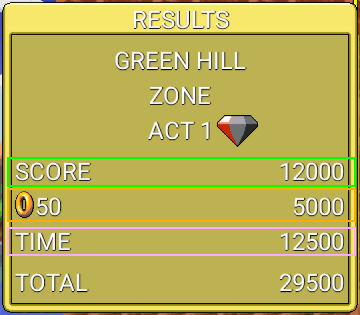 RESULTS
GREEN HILL
ZONE
ACT 1
SCORE 12000
50 5000
TIME 12500
TOTAL 29500